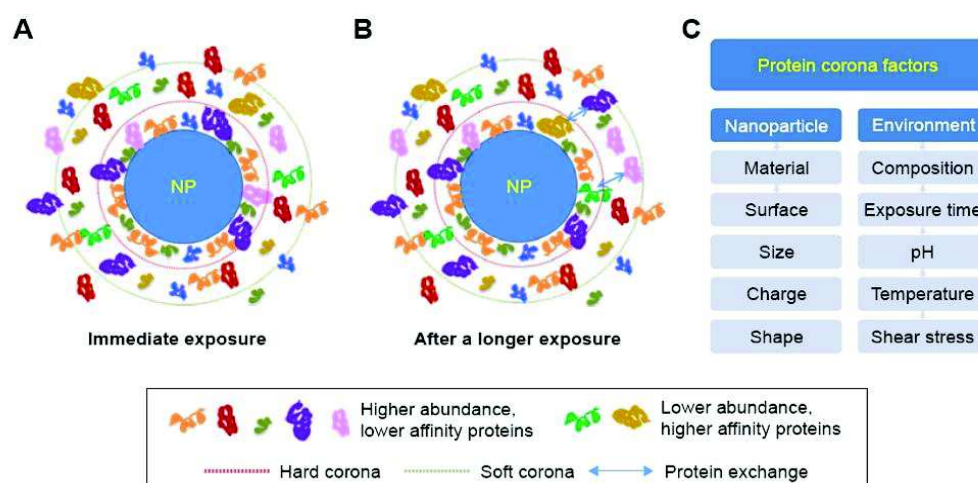 A
B
C
NP
NP
Immediate exposure
After a longer exposure
Protein corona factors
Nanoparticle
Environment
Material
Composition
Surface
Exposure time
Size
pH
Charge
Temperature
Shape
Shear stress
Higher abundance,
lower affinity proteins
Lower abundance,
higher affinity proteins
Hard corona
Soft corona
Protein exchange